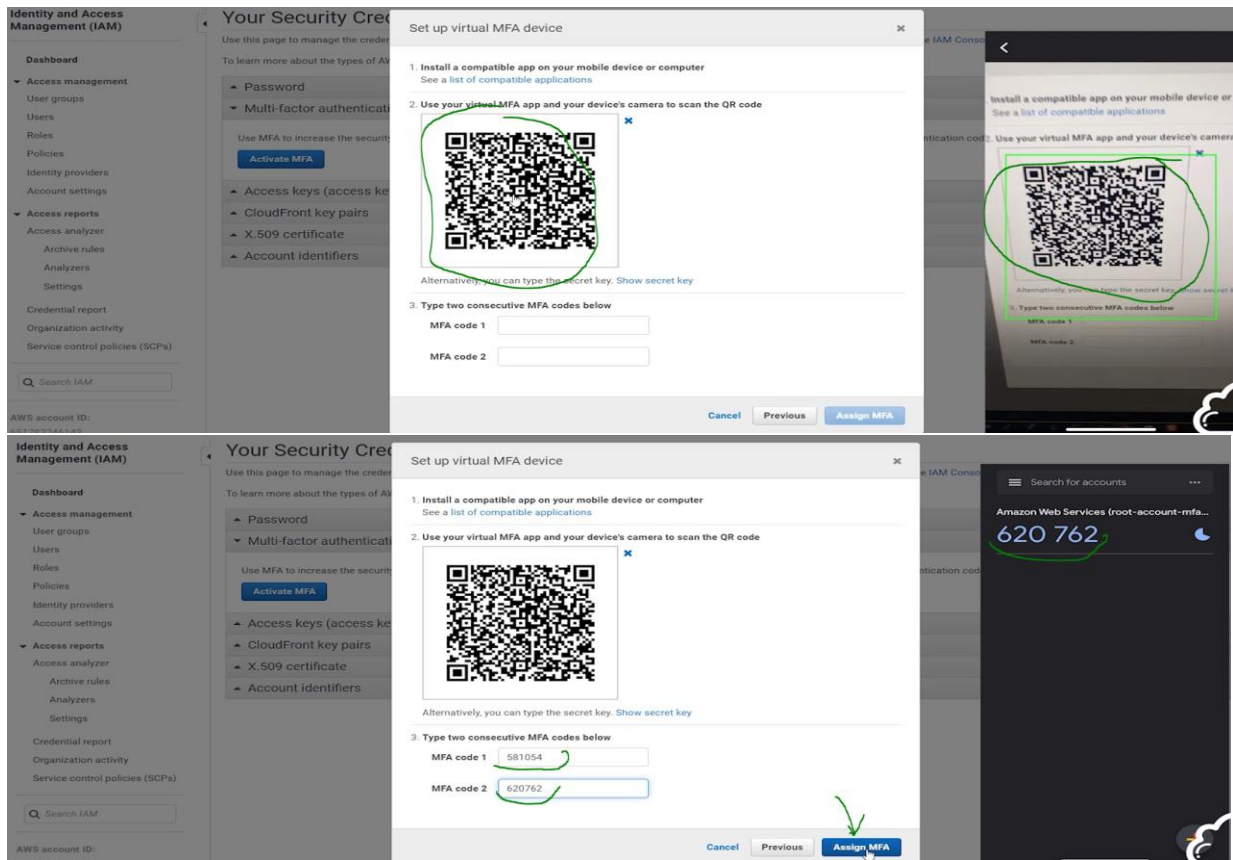 Identity and Access
Management (IAM)
Dashboard
Access management
User groups
Users
Roles
Policies
Identity providers
Account settings
Access reports
Access analyzer
Archive rules
Analyzers
Settings
Credential report
Organization activity
Service control policies (SCPs)
Search IAM
AWS account ID:
Your Security Cre
Use this page to manage the creder
To learn more about the types of AV
Password
Multi-factor authenticati
Use MFA to increase the security
Activate MFA
Access keys (access ke
CloudFront key pairs
X.509 certificate
Account identifiers
Set up virtual MFA device
1. Install a compatible app on your mobile device or computer
See a list of compatible applications
2. Use your virtual MFA app and your device's camera to scan the QR code
Alternatively, you can type the secret key. Show secret key
3. Type two consecutive MFA codes below
MFA code 1
MFA code 2
Cancel Previous Assign MFA
e IAM Conso
ntication cod
Install a compatible app on your mobile device or
See a list of compatible applications
Use your virtual MFA app and your device's camera
Alternatively, you can type the secret key. Show secret
3. Type two consecutive MFA codes below
MFA code 1
MFA code 2
Identity and Access
Management (IAM)
Dashboard
Access management
User groups
Users
Roles
Policies
Identity providers
Account settings
Access reports
Access analyzer
Archive rules
Analyzers
Settings
Credential report
Organization activity
Service control policies (SCPs)
Search IAM
AWS account ID:
Your Security Cre
Use this page to manage the creder
To learn more about the types of AV
Password
Multi-factor authenticati
Use MFA to increase the security
Activate MFA
Access keys (access ke
CloudFront key pairs
X.509 certificate
Account identifiers
Set up virtual MFA device
1. Install a compatible app on your mobile device or computer
See a list of compatible applications
2. Use your virtual MFA app and your device's camera to scan the QR code
Alternatively, you can type the secret key. Show secret key
3. Type two consecutive MFA codes below
MFA code 1 581054
MFA code 2 620762
Cancel Previous Assign MFA
e IAM Conso
ntication cod
Search for accounts
Amazon Web Services (root-account-mfa...
620 762